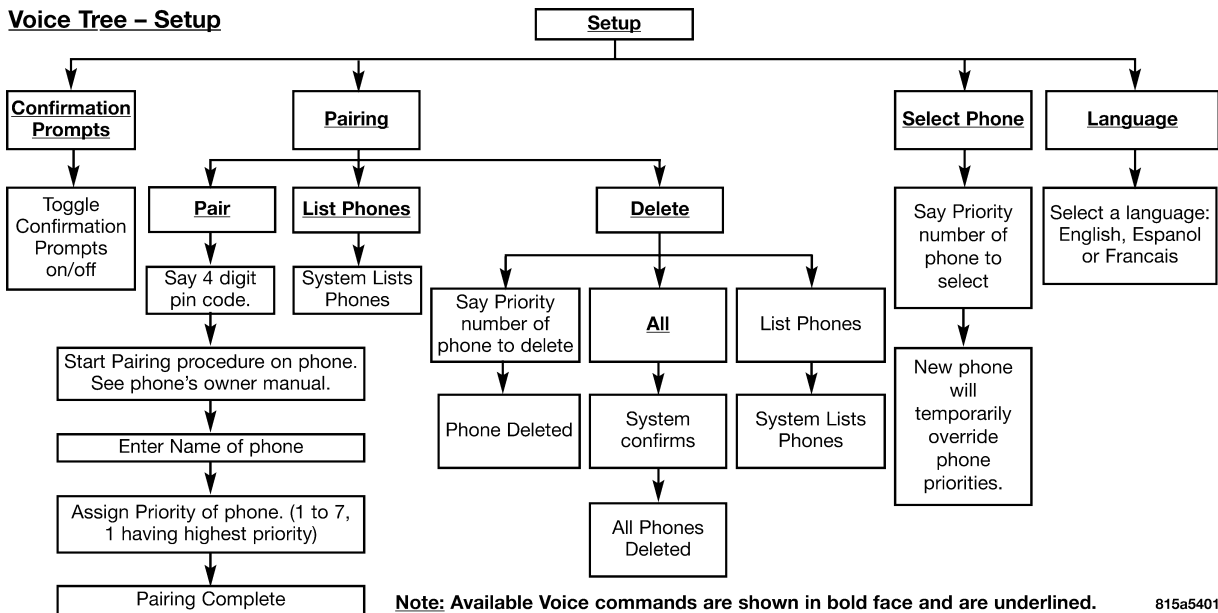 Voice Tree – Setup
Setup
Confirmation
Prompts
Pairing
Select Phone
Language
Toggle
Confirmation
Prompts
on/off
Pair
List Phones
Delete
Say Priority
number of
phone to
select
Select a language:
English, Espanol
or Francais
Say 4 digit
pin code.
System Lists
Phones
Say Priority
number of
phone to delete
All
List Phones
Start Pairing procedure on phone.
See phone's owner manual.
New phone
will
temporarily
override
phone
priorities.
Phone Deleted
System
confirms
System Lists
Phones
Enter Name of phone
Assign Priority of phone. (1 to 7,
1 having highest priority)
All Phones
Deleted
Pairing Complete
Note: Available Voice commands are shown in bold face and are underlined.
815a5401